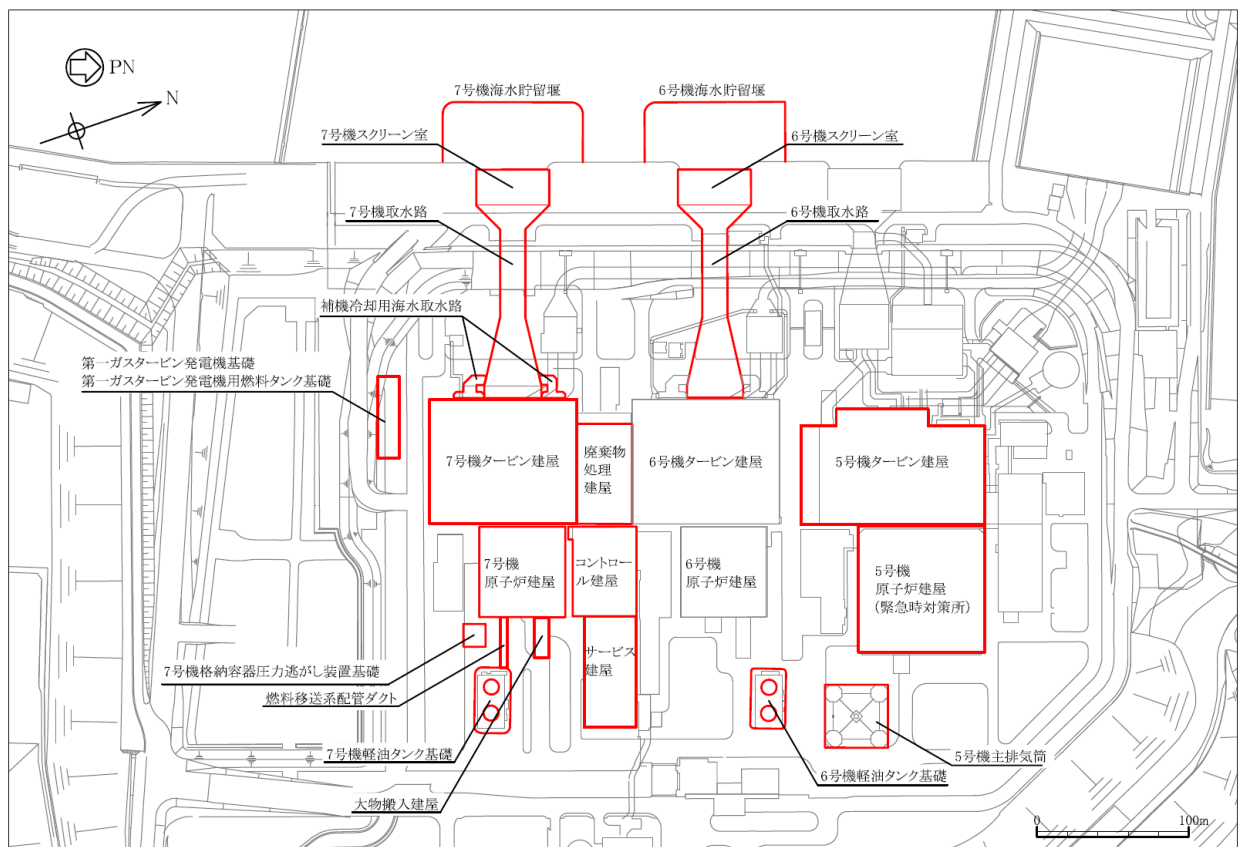 PN
N
7号機海水貯留堰
6号機海水貯留堰
7号機スクリーン室
6号機スクリーン室
7号機取水路
6号機取水路
補機冷却用海水取水路
第一ガスタービン発電機基礎
第一ガスタービン発電機用燃料タンク基礎
7号機タービン建屋
廃棄物
処理
建屋
6号機タービン建屋
5号機タービン建屋
7号機
原子炉建屋
コントロー
ル建屋
6号機
原子炉建屋
5号機
原子炉建屋
(緊急時対策所)
サービス
建屋
7号機格納容器圧力逃がし装置基礎
燃料移送系配管ダクト
7号機軽油タンク基礎
大物搬入建屋
6号機軽油タンク基礎
5号機主排気筒
0
100m